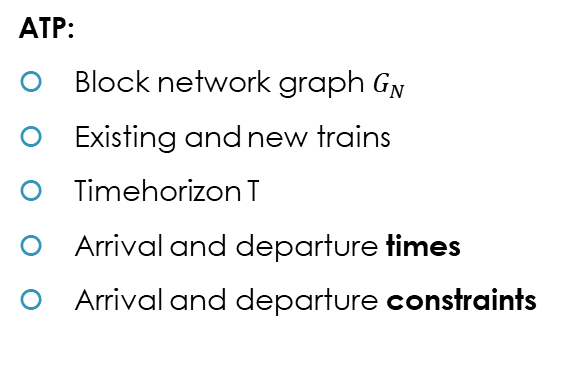 ATP:
Block network graph G_N
Existing and new trains
Timehorizon T
Arrival and departure times
Arrival and departure constraints